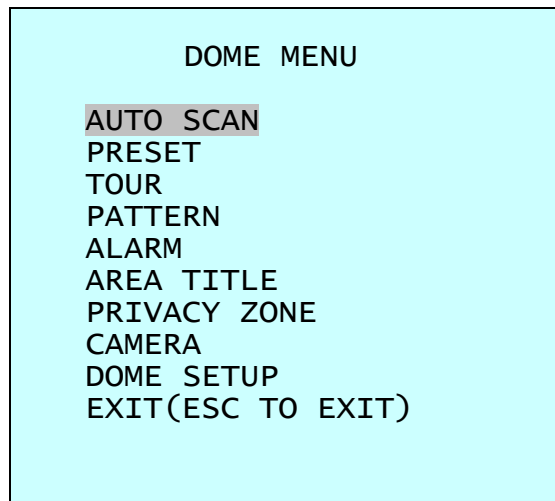 DOME MENU
AUTO SCAN
PRESET
TOUR
PATTERN
ALARM
AREA TITLE
PRIVACY ZONE
CAMERA
DOME SETUP
EXIT(ESC TO EXIT)